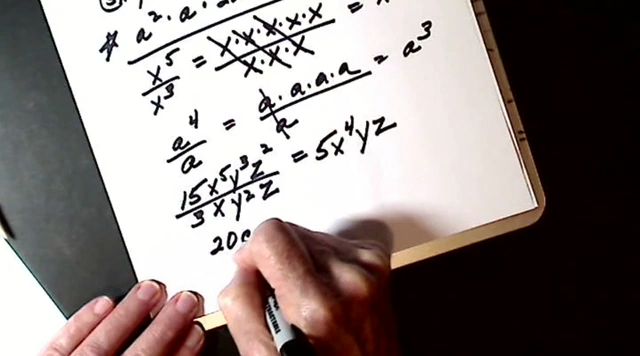 * a² · a ·
x⁵/x³ = x·x·x·x·x/x·x·x =
a⁴/a = a·a·a·a/a = a³
15x⁵y³z²/3xy²z = 5x⁴yz
20